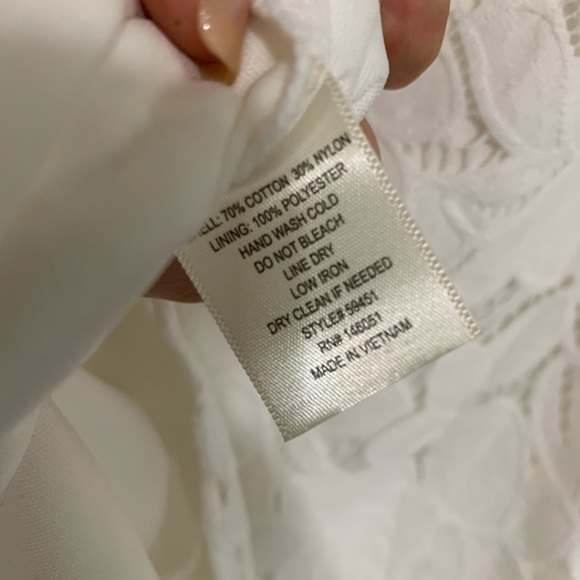 ELL: 70% COTTON 30% NYLON
LINING: 100% POLYESTER
HAND WASH COLD
DO NOT BLEACH
LINE DRY
LOW IRON
DRY CLEAN IF NEEDED
STYLE# 59451
RN# 148051
MADE IN VIETNAM